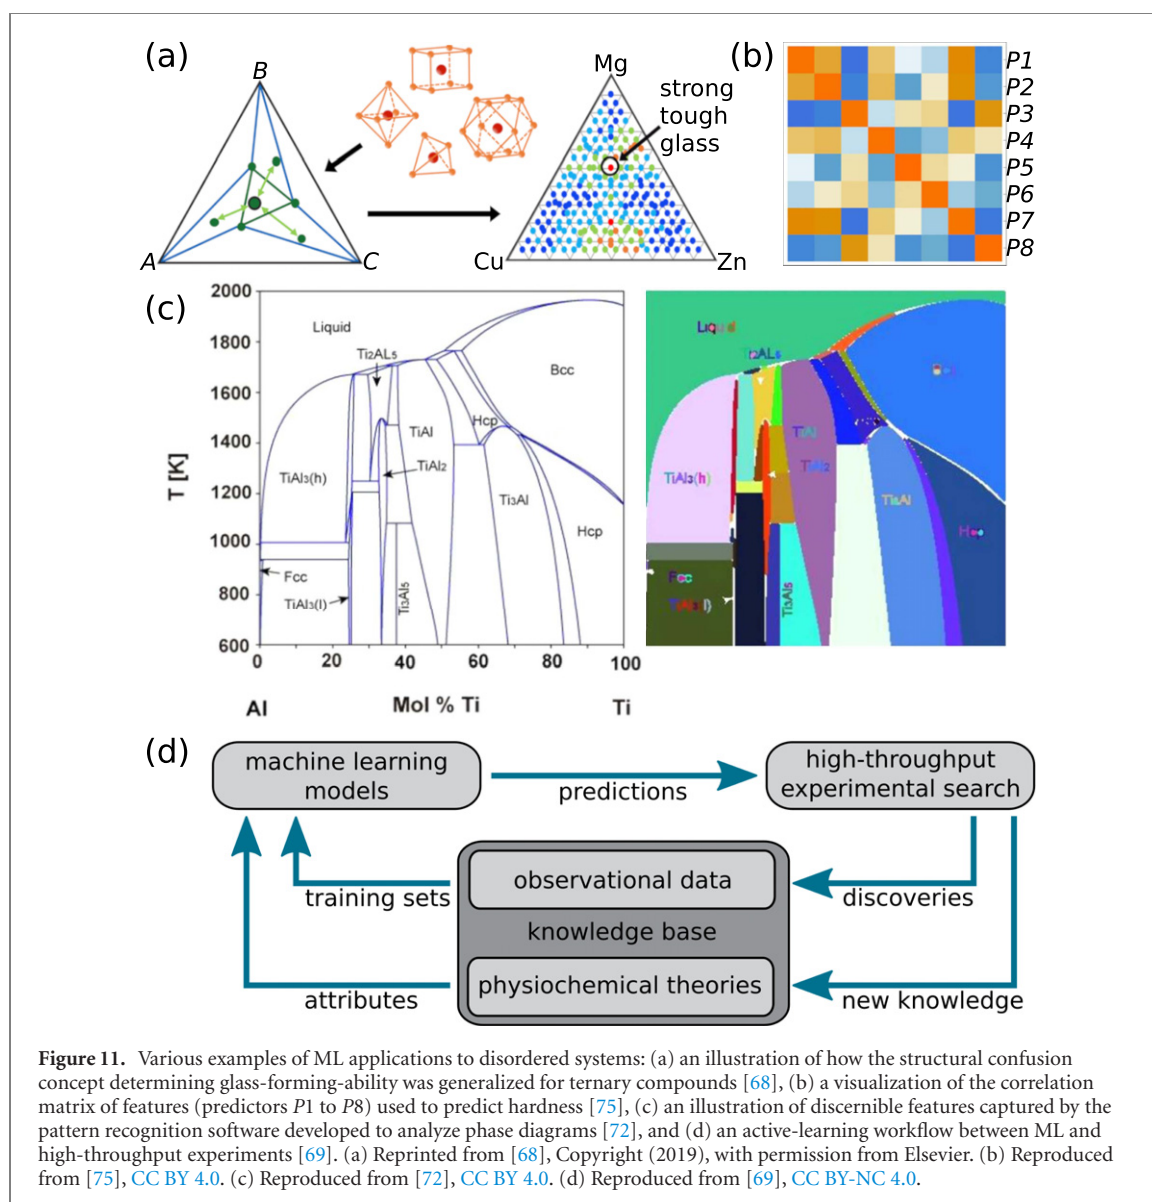 (a)
B
A
C
Mg
strong
tough
glass
Cu
Zn
(b)
P1
P2
P3
P4
P5
P6
P7
P8
(c)
2000
1800
1600
1400
1200
1000
800
600
T [K]
Liquid
Ti2AL5
Bcc
Hcp
TiAl
TiAl2
TiAl3(h)
Ti3Al
Hcp
Fcc
TiAl3(l)
Ti3Al5
0 20 40 60 80 100
Al Mol % Ti Ti
Liquid
Ti2AL5
TiAl
TiAl2
TiAl3(h)
Ti3Al
Hcp
Fcc
TiAl3(l)
Ti3Al5
(d)
machine learning
models
predictions
high-throughput
experimental search
observational data
training sets
discoveries
knowledge base
physiochemical theories
attributes
new knowledge
Figure 11. Various examples of ML applications to disordered systems: (a) an illustration of how the structural confusion
concept determining glass-forming-ability was generalized for ternary compounds [68], (b) a visualization of the correlation
matrix of features (predictors P1 to P8) used to predict hardness [75], (c) an illustration of discernible features captured by the
pattern recognition software developed to analyze phase diagrams [72], and (d) an active-learning workflow between ML and
high-throughput experiments [69]. (a) Reprinted from [68], Copyright (2019), with permission from Elsevier. (b) Reproduced
from [75], CC BY 4.0. (c) Reproduced from [72], CC BY 4.0. (d) Reproduced from [69], CC BY-NC 4.0.